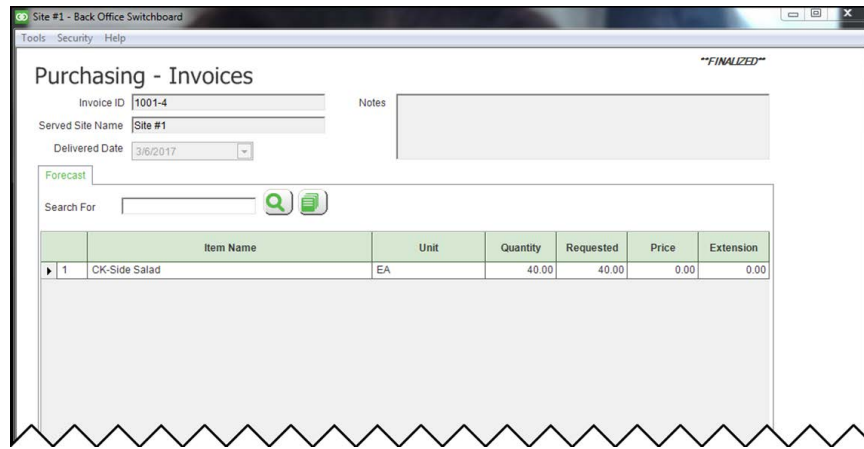 Site #1 - Back Office Switchboard
Tools Security Help
**FINALIZED**
Purchasing - Invoices
Invoice ID 1001-4 Notes
Served Site Name Site #1
Delivered Date 3/6/2017
Forecast
Search For
Item Name Unit Quantity Requested Price Extension
1 CK-Side Salad EA 40.00 40.00 0.00 0.00